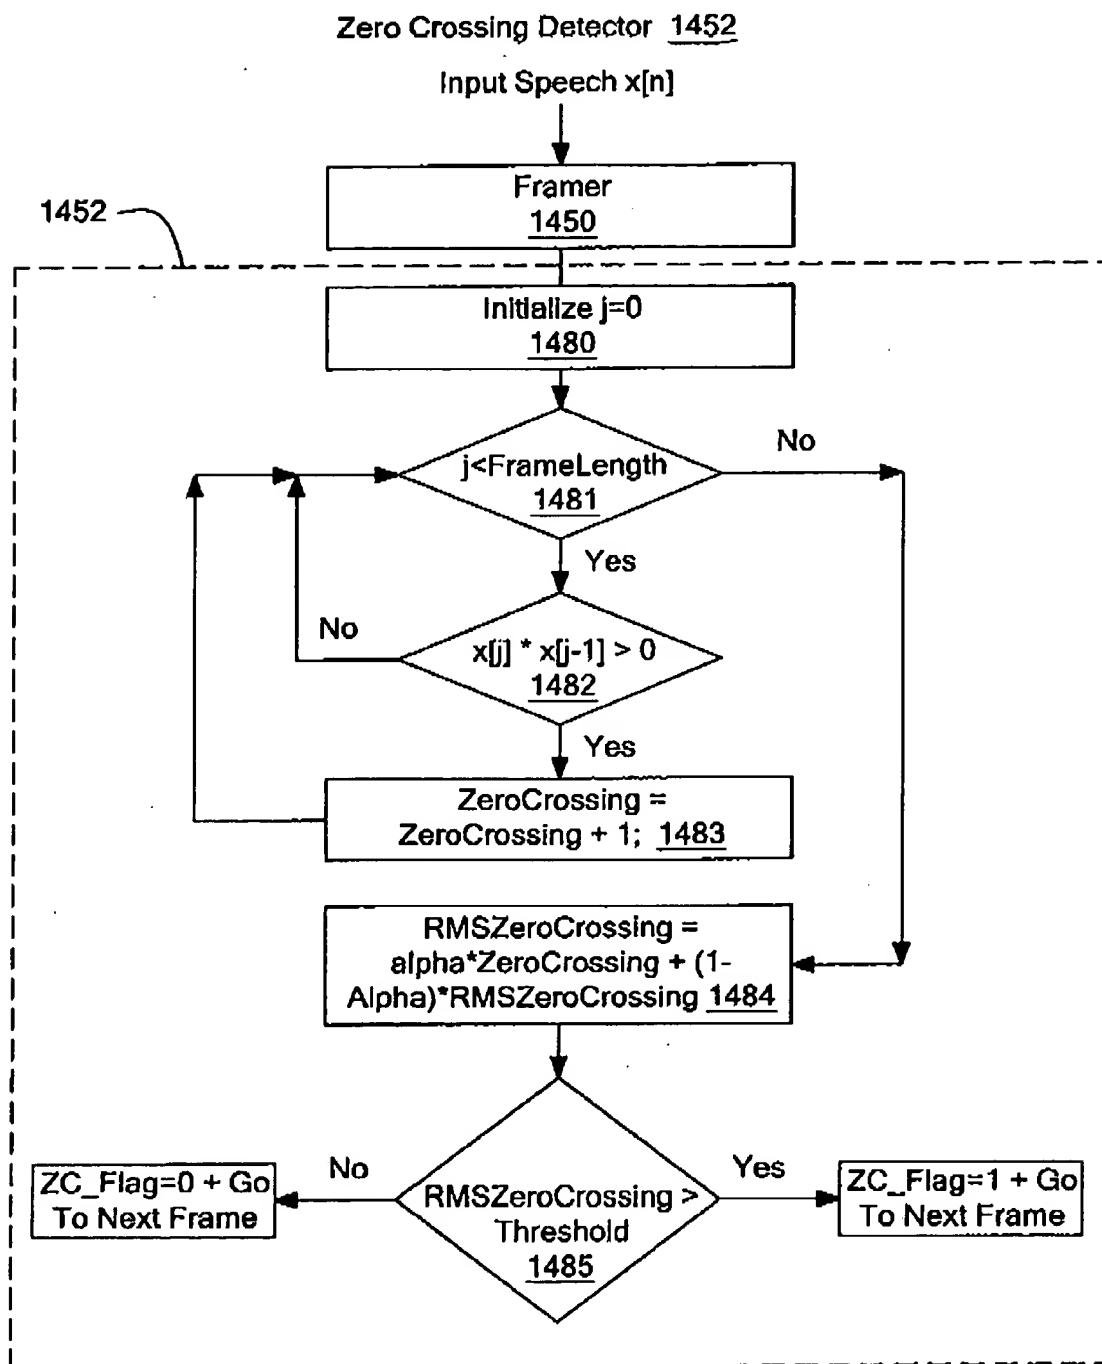 Zero Crossing Detector 1452
Input Speech x[n]
Framer
1450
1452
Initialize j=0
1480
j<FrameLength
1481
No
Yes
x[j] * x[j-1] > 0
1482
No
Yes
ZeroCrossing =
ZeroCrossing + 1; 1483
RMSZeroCrossing =
alpha*ZeroCrossing + (1-
Alpha)*RMSZeroCrossing 1484
RMSZeroCrossing >
Threshold
1485
No
Yes
ZC_Flag=0 + Go
To Next Frame
ZC_Flag=1 + Go
To Next Frame